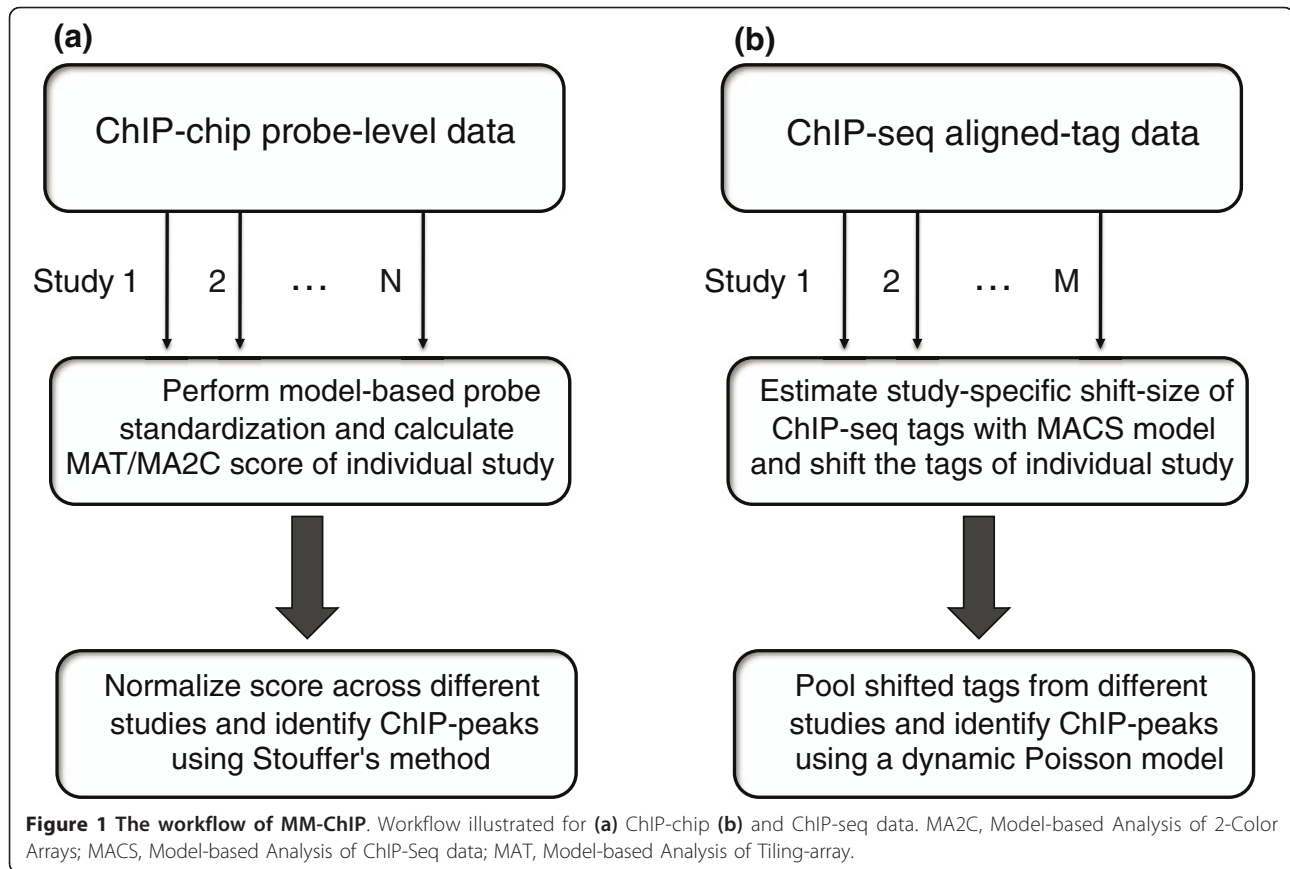 (a)
ChIP-chip probe-level data
Study 1 2 ... N
Perform model-based probe
standardization and calculate
MAT/MA2C score of individual study
Normalize score across different
studies and identify ChIP-peaks
using Stouffer's method
(b)
ChIP-seq aligned-tag data
Study 1 2 ... M
Estimate study-specific shift-size of
ChIP-seq tags with MACS model
and shift the tags of individual study
Pool shifted tags from different
studies and identify ChIP-peaks
using a dynamic Poisson model
Figure 1 The workflow of MM-ChIP. Workflow illustrated for (a) ChIP-chip (b) and ChIP-seq data. MA2C, Model-based Analysis of 2-Color
Arrays; MACS, Model-based Analysis of ChIP-Seq data; MAT, Model-based Analysis of Tiling-array.